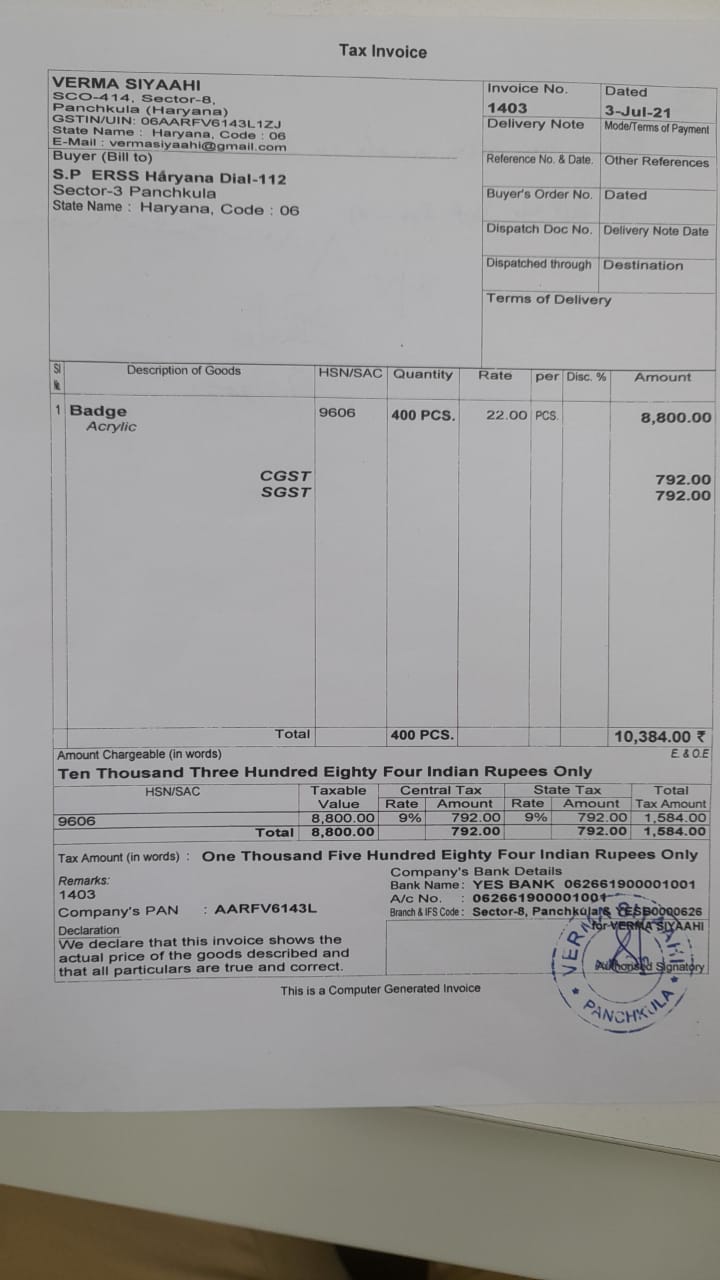 Tax Invoice
VERMA SIYAAHI
SCO-414, Sector-8,
Panchkula (Haryana)
GSTIN/UIN: 06AARFV6143L1ZJ
State Name : Haryana, Code : 06
E-Mail : vermasiyaahi@gmail.com
Buyer (Bill to)
S.P ERSS Haryana Dial-112
Sector-3 Panchkula
State Name : Haryana, Code : 06
Invoice No. Dated
1403 3-Jul-21
Delivery Note Mode/Terms of Payment
Reference No. & Date. Other References
Buyer's Order No. Dated
Dispatch Doc No. Delivery Note Date
Dispatched through Destination
Terms of Delivery
Sl Description of Goods HSN/SAC Quantity Rate per Disc. % Amount
1 Badge 9606 400 PCS. 22.00 PCS. 8,800.00
Acrylic
CGST 792.00
SGST 792.00
Total 400 PCS. 10,384.00 ₹
Amount Chargeable (in words) E. & O.E
Ten Thousand Three Hundred Eighty Four Indian Rupees Only
HSN/SAC Taxable Central Tax State Tax Total
Value Rate Amount Rate Amount Tax Amount
9606 8,800.00 9% 792.00 9% 792.00 1,584.00
Total 8,800.00 792.00 792.00 1,584.00
Tax Amount (in words) : One Thousand Five Hundred Eighty Four Indian Rupees Only
Remarks:
1403
Company's PAN : AARFV6143L
Declaration
We declare that this invoice shows the
actual price of the goods described and
that all particulars are true and correct.
Company's Bank Details
Bank Name: YES BANK 062661900001001
A/c No. : 062661900001001
Branch & IFS Code : Sector-8, Panchkula & YESB0000626
for VERMA SIYAAHI
Authorised Signatory
PANCHKULA
This is a Computer Generated Invoice